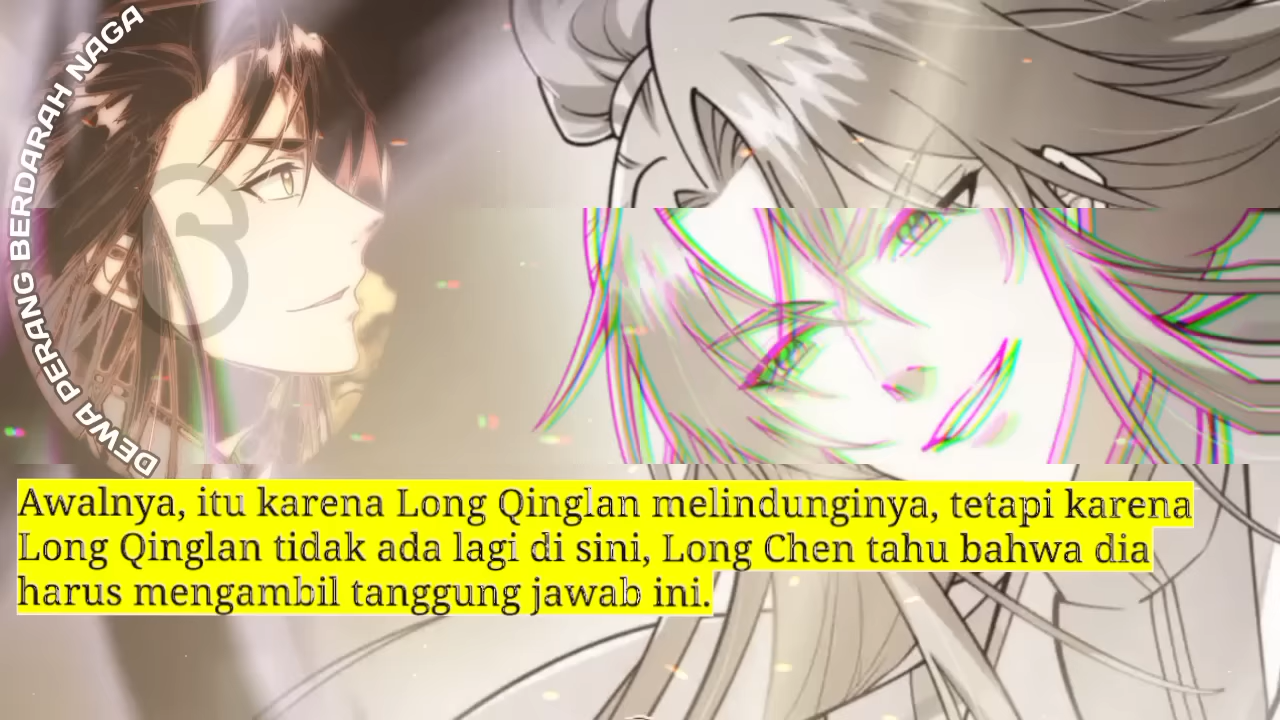 DEWA PERANG BERDARAH NAGA
Awalnya, itu karena Long Qinglan melindunginya, tetapi karena
Long Qinglan tidak ada lagi di sini, Long Chen tahu bahwa dia
harus mengambil tanggung jawab ini.